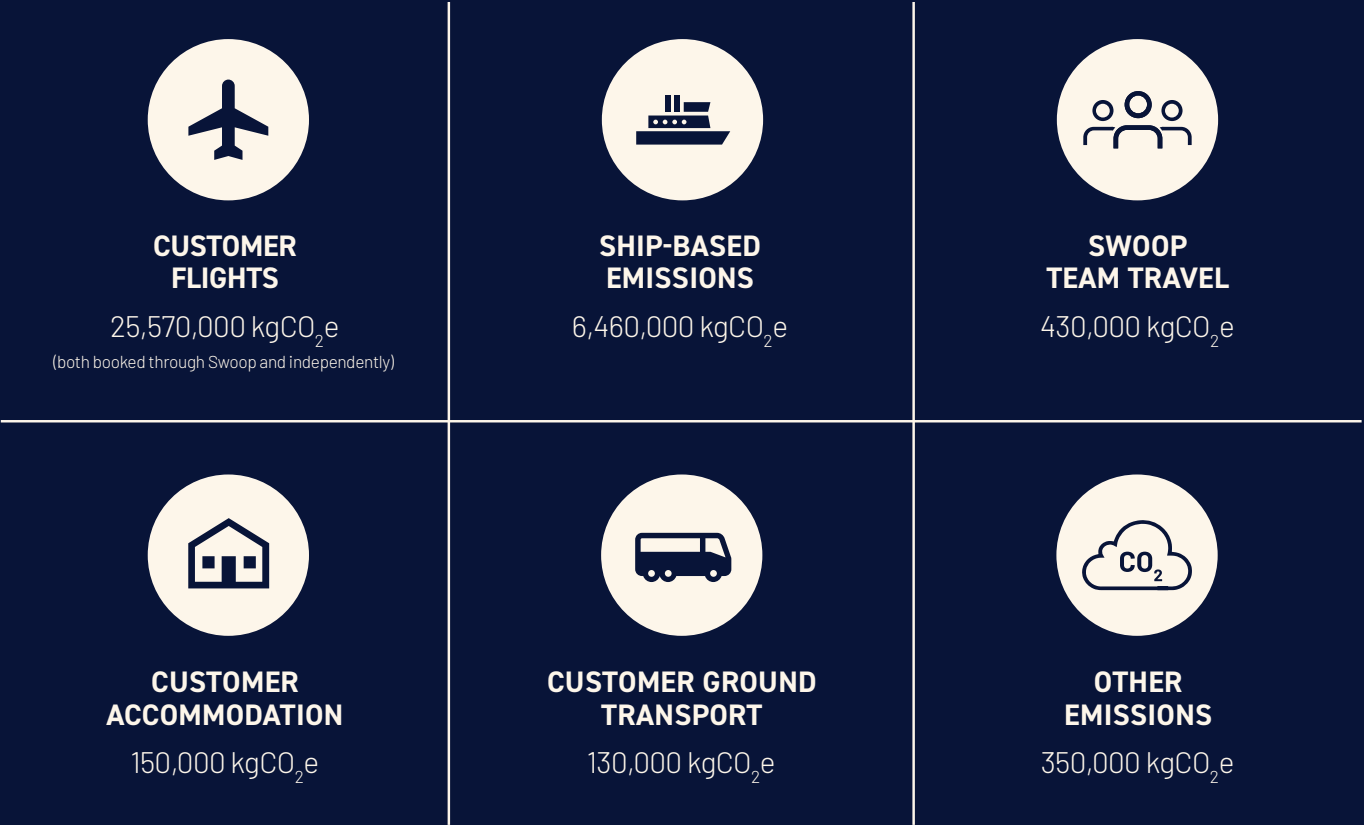 CUSTOMER
FLIGHTS
25,570,000 kgCO₂e
(both booked through Swoop and independently)
SHIP-BASED
EMISSIONS
6,460,000 kgCO₂e
SWOOP
TEAM TRAVEL
430,000 kgCO₂e
CUSTOMER
ACCOMMODATION
150,000 kgCO₂e
CUSTOMER GROUND
TRANSPORT
130,000 kgCO₂e
CO₂
OTHER
EMISSIONS
350,000 kgCO₂e